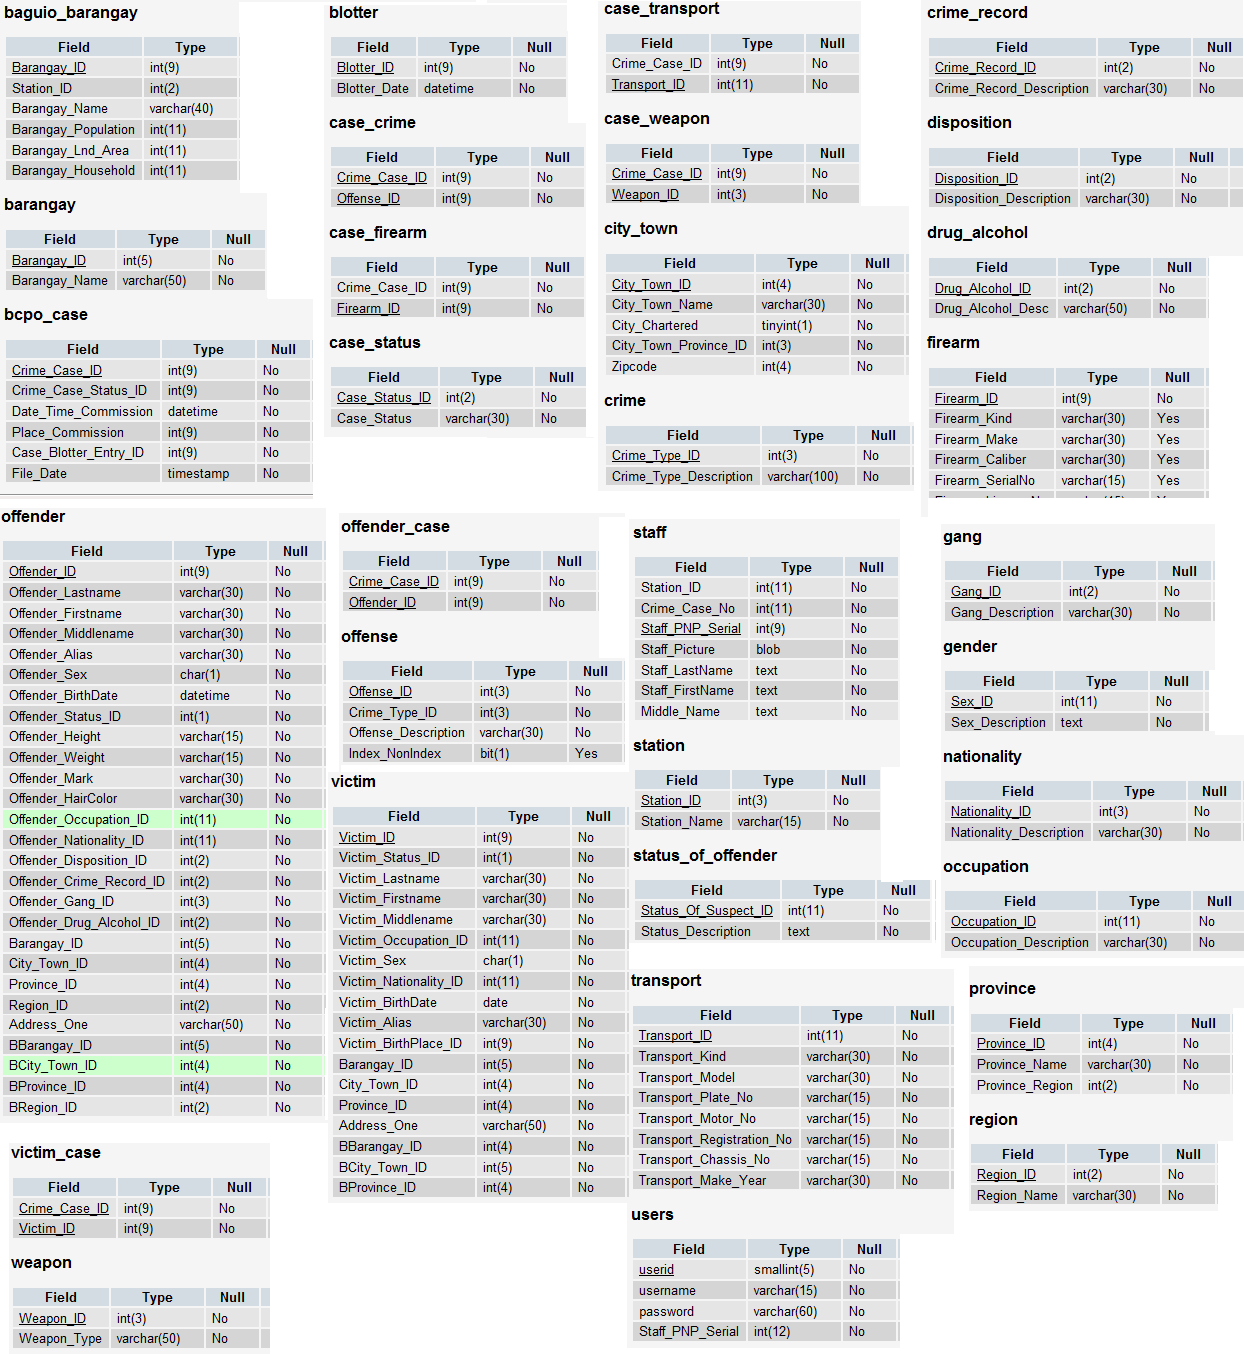 baguio_barangay
Field Type
Barangay_ID int(9)
Station_ID int(2)
Barangay_Name varchar(40)
Barangay_Population int(11)
Barangay_Lnd_Area int(11)
Barangay_Household int(11)
barangay
Field Type Null
Barangay_ID int(5) No
Barangay_Name varchar(50) No
bcpo_case
Field Type Null
Crime_Case_ID int(9) No
Crime_Case_Status_ID int(9) No
Date_Time_Commission datetime No
Place_Commission int(9) No
Case_Blotter_Entry_ID int(9) No
File_Date timestamp No
blotter
Field Type Null
Blotter_ID int(9) No
Blotter_Date datetime No
case_crime
Field Type Null
Crime_Case_ID int(9) No
Offense_ID int(9) No
case_firearm
Field Type Null
Crime_Case_ID int(9) No
Firearm_ID int(9) No
case_status
Field Type Null
Case_Status_ID int(2) No
Case_Status varchar(30) No
case_transport
Field Type Null
Crime_Case_ID int(9) No
Transport_ID int(11) No
case_weapon
Field Type Null
Crime_Case_ID int(9) No
Weapon_ID int(3) No
city_town
Field Type Null
City_Town_ID int(4) No
City_Town_Name varchar(30) No
City_Chartered tinyint(1) No
City_Town_Province_ID int(3) No
Zipcode int(4) No
crime
Field Type Null
Crime_Type_ID int(3) No
Crime_Type_Description varchar(100) No
crime_record
Field Type Null
Crime_Record_ID int(2) No
Crime_Record_Description varchar(30) No
disposition
Field Type Null
Disposition_ID int(2) No
Disposition_Description varchar(30) No
drug_alcohol
Field Type Null
Drug_Alcohol_ID int(2) No
Drug_Alcohol_Desc varchar(50) No
firearm
Field Type Null
Firearm_ID int(9) No
Firearm_Kind varchar(30) Yes
Firearm_Make varchar(30) Yes
Firearm_Caliber varchar(30) Yes
Firearm_SerialNo varchar(15) Yes
offender
Field Type Null
Offender_ID int(9) No
Offender_Lastname varchar(30) No
Offender_Firstname varchar(30) No
Offender_Middlename varchar(30) No
Offender_Alias varchar(30) No
Offender_Sex char(1) No
Offender_BirthDate datetime No
Offender_Status_ID int(1) No
Offender_Height varchar(15) No
Offender_Weight varchar(15) No
Offender_Mark varchar(30) No
Offender_HairColor varchar(30) No
Offender_Occupation_ID int(11) No
Offender_Nationality_ID int(11) No
Offender_Disposition_ID int(2) No
Offender_Crime_Record_ID int(2) No
Offender_Gang_ID int(3) No
Offender_Drug_Alcohol_ID int(2) No
Barangay_ID int(5) No
City_Town_ID int(4) No
Province_ID int(4) No
Region_ID int(2) No
Address_One varchar(50) No
BBarangay_ID int(5) No
BCity_Town_ID int(4) No
BProvince_ID int(4) No
BRegion_ID int(2) No
victim_case
Field Type Null
Crime_Case_ID int(9) No
Victim_ID int(9) No
weapon
Field Type Null
Weapon_ID int(3) No
Weapon_Type varchar(50) No
offender_case
Field Type Null
Crime_Case_ID int(9) No
Offender_ID int(9) No
offense
Field Type Null
Offense_ID int(3) No
Crime_Type_ID int(3) No
Offense_Description varchar(30) No
Index_NonIndex bit(1) Yes
victim
Field Type Null
Victim_ID int(9) No
Victim_Status_ID int(1) No
Victim_Lastname varchar(30) No
Victim_Firstname varchar(30) No
Victim_Middlename varchar(30) No
Victim_Occupation_ID int(11) No
Victim_Sex char(1) No
Victim_Nationality_ID int(11) No
Victim_BirthDate date No
Victim_Alias varchar(30) No
Victim_BirthPlace_ID int(9) No
Barangay_ID int(5) No
City_Town_ID int(4) No
Province_ID int(4) No
Address_One varchar(50) No
BBarangay_ID int(4) No
BCity_Town_ID int(5) No
BProvince_ID int(4) No
staff
Field Type Null
Station_ID int(11) No
Crime_Case_No int(11) No
Staff_PNP_Serial int(9) No
Staff_Picture blob No
Staff_LastName text No
Staff_FirstName text No
Middle_Name text No
station
Field Type Null
Station_ID int(3) No
Station_Name varchar(15) No
status_of_offender
Field Type Null
Status_Of_Suspect_ID int(11) No
Status_Description text No
transport
Field Type Null
Transport_ID int(11) No
Transport_Kind varchar(30) No
Transport_Model varchar(30) No
Transport_Plate_No varchar(15) No
Transport_Motor_No varchar(15) No
Transport_Registration_No varchar(15) No
Transport_Chassis_No varchar(15) No
Transport_Make_Year varchar(30) No
users
Field Type Null
userid smallint(5) No
username varchar(15) No
password varchar(60) No
Staff_PNP_Serial int(12) No
gang
Field Type Null
Gang_ID int(2) No
Gang_Description varchar(30) No
gender
Field Type Null
Sex_ID int(11) No
Sex_Description text No
nationality
Field Type Null
Nationality_ID int(3) No
Nationality_Description varchar(30) No
occupation
Field Type Null
Occupation_ID int(11) No
Occupation_Description varchar(30) No
province
Field Type Null
Province_ID int(4) No
Province_Name varchar(30) No
Province_Region int(2) No
region
Field Type Null
Region_ID int(2) No
Region_Name varchar(30) No